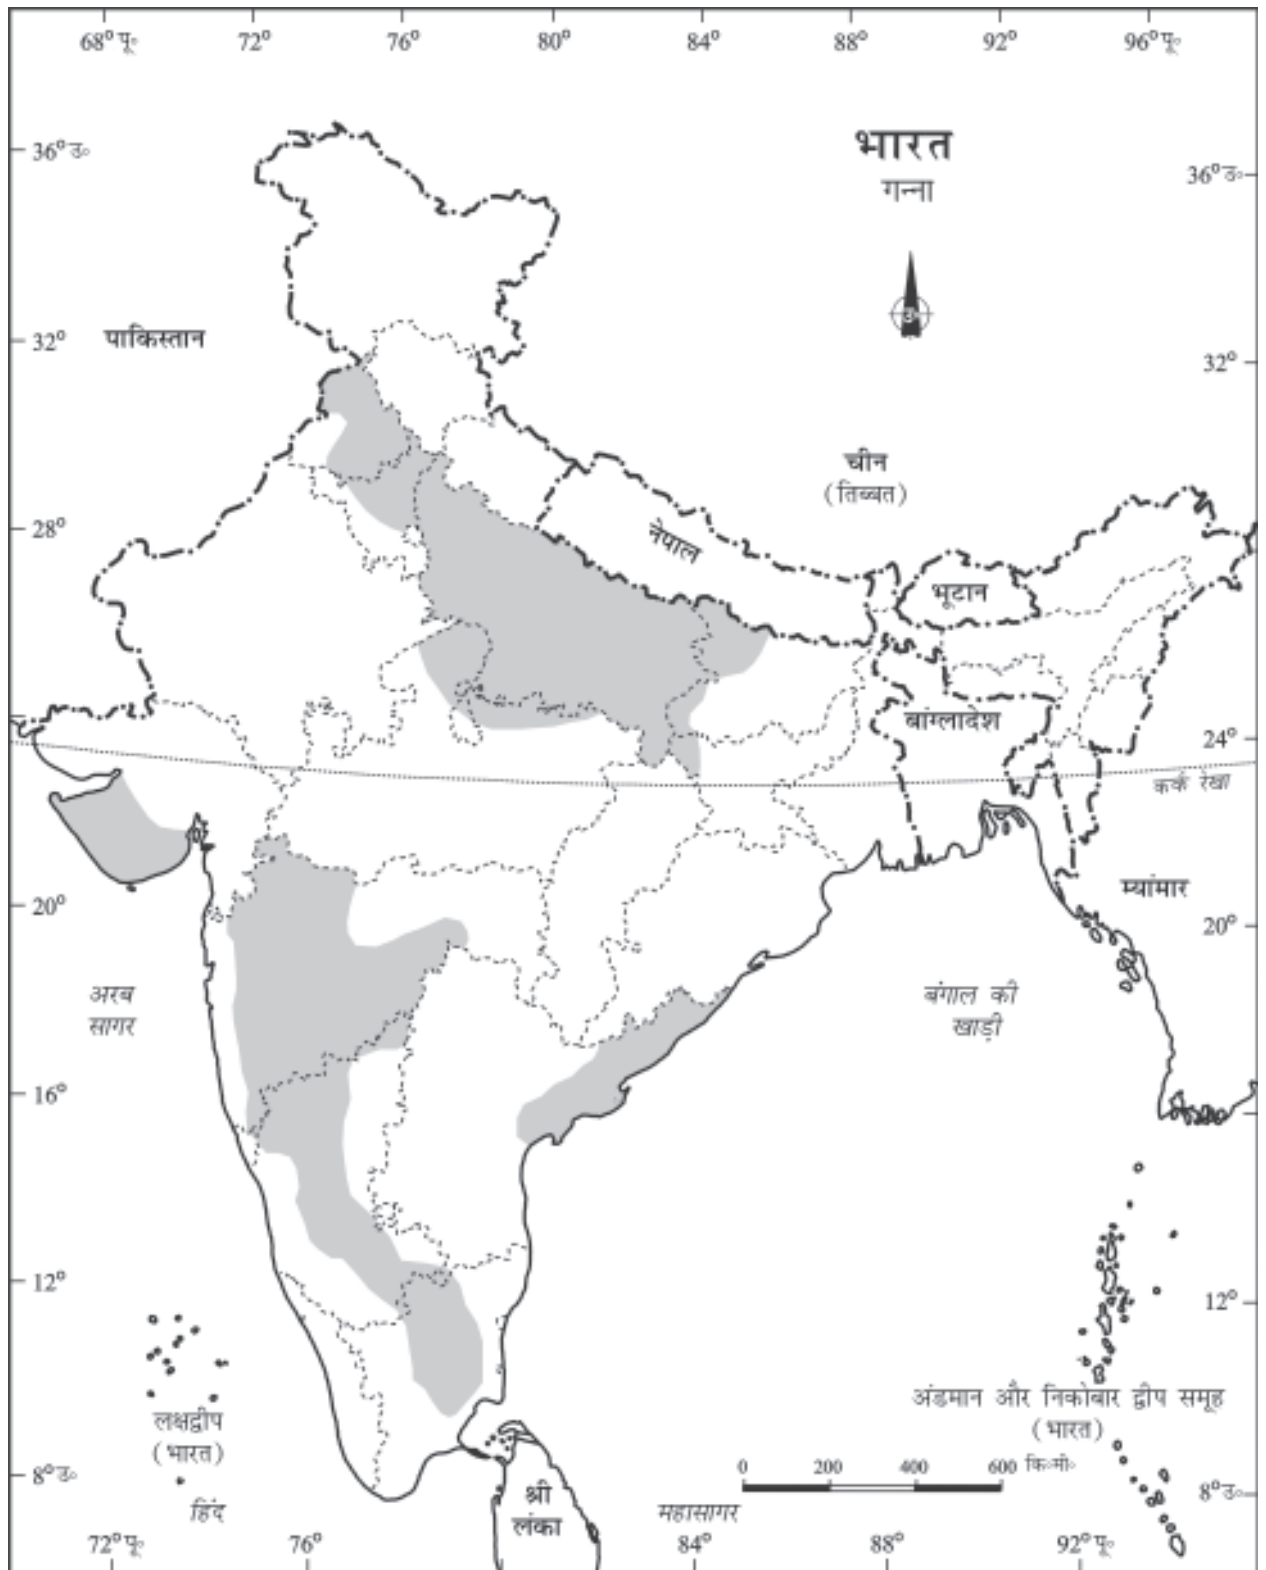 68°पू॰ 72° 76° 80° 84° 88° 92° 96°पू॰
36°उ॰
भारत
गन्ना
36°उ॰
उ॰
पाकिस्तान
32°
32°
चीन
(तिब्बत)
28°
नेपाल
भूटान
बांग्लादेश
24°
कर्क रेखा
म्यांमार
20°
20°
अरब
सागर
बंगाल की
खाड़ी
16°
12°
12°
अंडमान और निकोबार द्वीप समूह
(भारत)
लक्षद्वीप
(भारत)
0 200 400 600 कि॰मी॰
8°उ॰
8°उ॰
श्री
लंका
हिंद महासागर
72°पू॰ 76° 84° 88° 92°पू॰